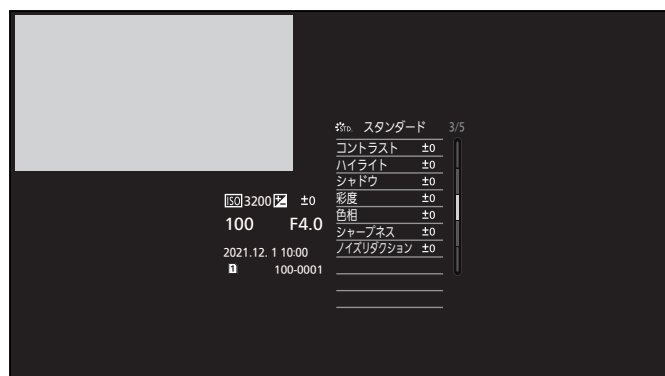 STD. スタンダード 3/5
コントラスト ±0
ハイライト ±0
シャドウ ±0
彩度 ±0
色相 ±0
シャープネス ±0
ノイズリダクション ±0
ISO 3200 ±0
100 F4.0
2021.12. 1 10:00
1 100-0001